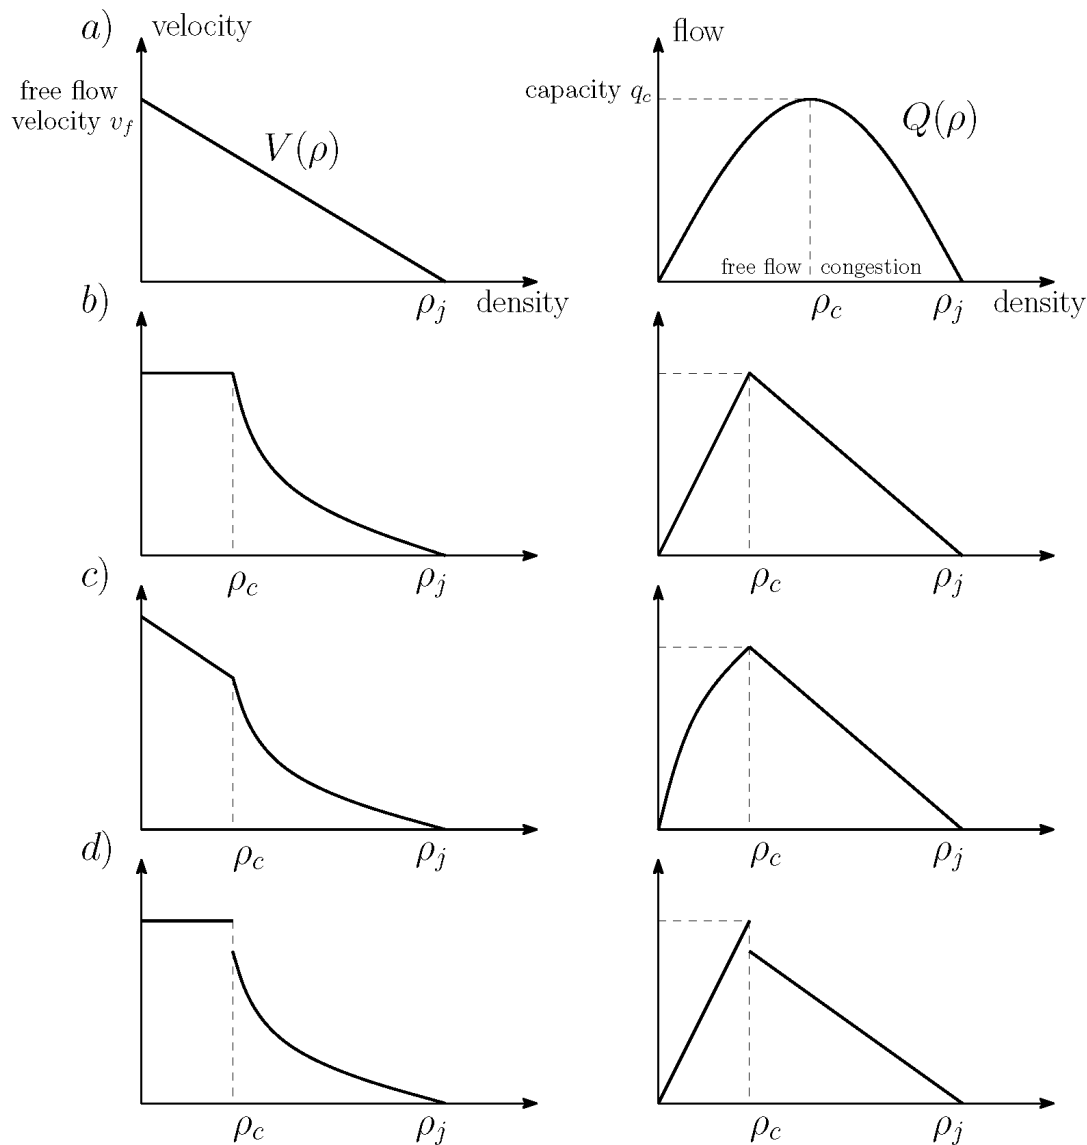 a) velocity flow
free flow
velocity v_f
capacity q_c
V(ρ)
Q(ρ)
free flow congestion
ρ_j density
ρ_c ρ_j density
b)
ρ_c ρ_j
ρ_c ρ_j
c)
ρ_c ρ_j
ρ_c ρ_j
d)
ρ_c ρ_j
ρ_c ρ_j